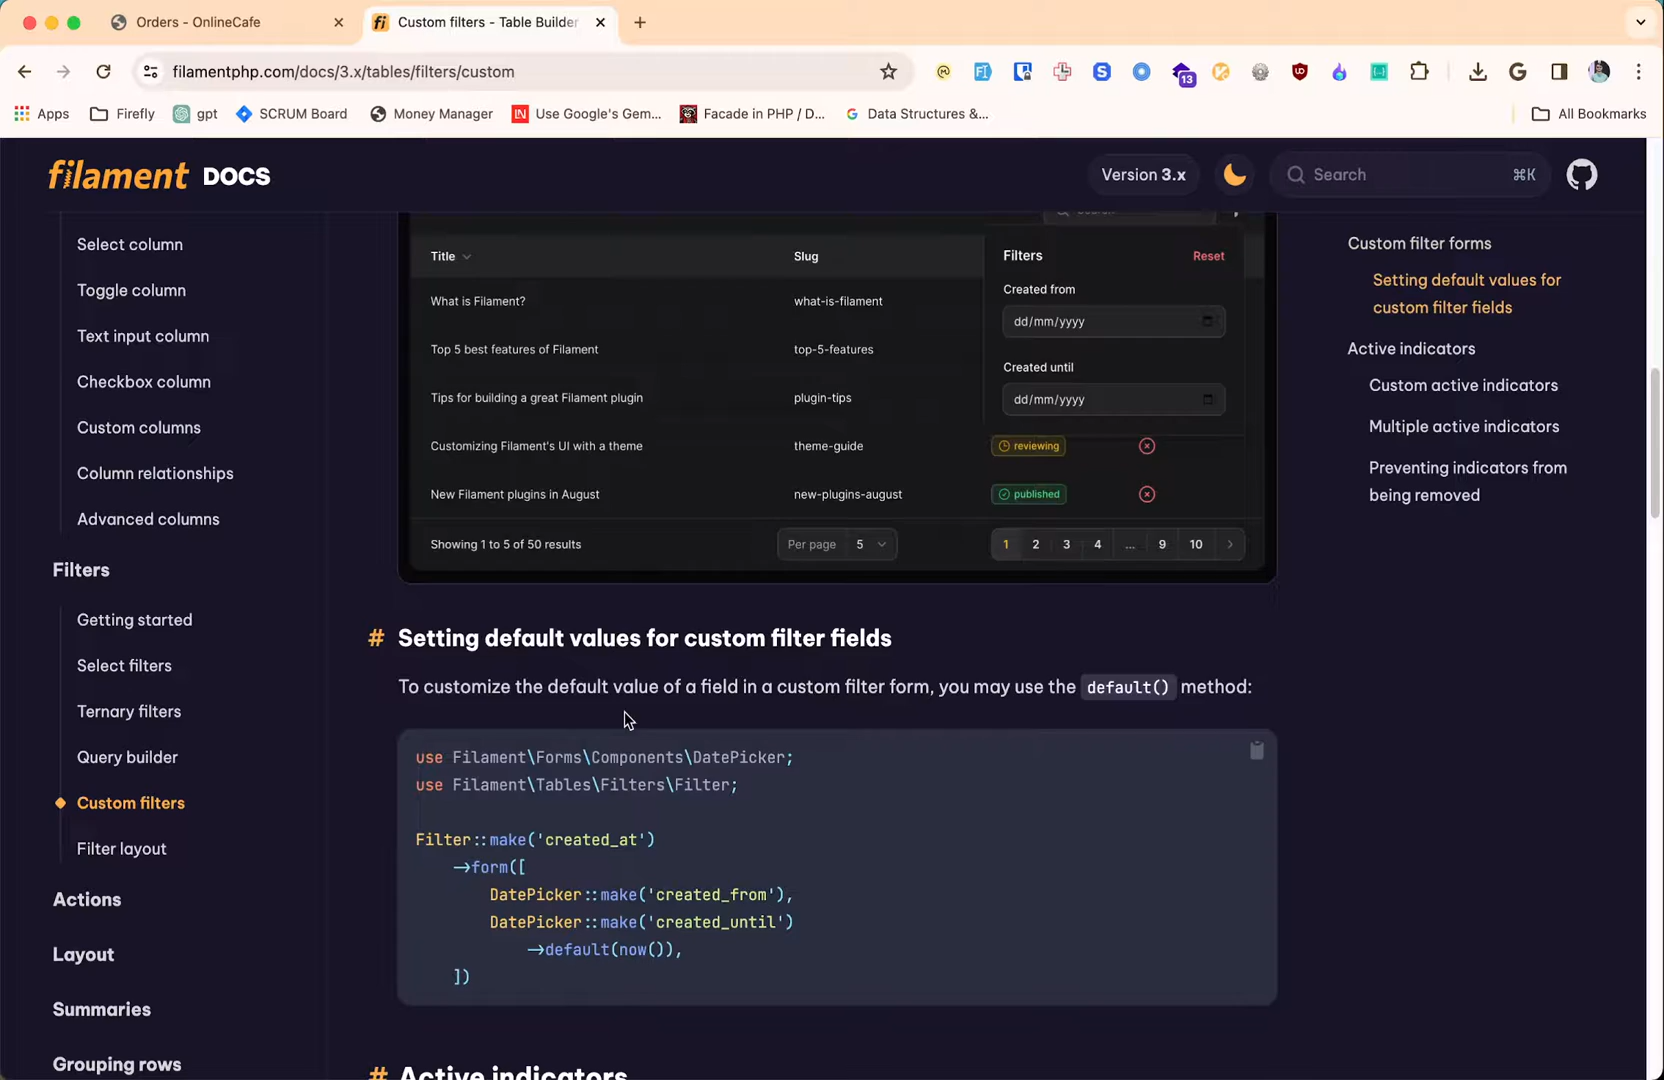 Orders - OnlineCafe
Custom filters - Table Builder
filamentphp.com/docs/3.x/tables/filters/custom
13
Apps
Firefly
gpt
SCRUM Board
Money Manager
Use Google's Gem...
Facade in PHP / D...
Data Structures &...
All Bookmarks
filament DOCS
Version 3.x
Search
⌘K
Select column
Toggle column
Text input column
Checkbox column
Custom columns
Column relationships
Advanced columns
Filters
Getting started
Select filters
Ternary filters
Query builder
Custom filters
Filter layout
Actions
Layout
Summaries
Grouping rows
Title
Slug
Filters
Reset
What is Filament?
what-is-filament
Created from
dd/mm/yyyy
Top 5 best features of Filament
top-5-features
Created until
dd/mm/yyyy
Tips for building a great Filament plugin
plugin-tips
Customizing Filament's UI with a theme
theme-guide
reviewing
New Filament plugins in August
new-plugins-august
published
Showing 1 to 5 of 50 results
Per page 5
1 2 3 4 ... 9 10
# Setting default values for custom filter fields
To customize the default value of a field in a custom filter form, you may use the default() method:
use Filament\Forms\Components\DatePicker;
use Filament\Tables\Filters\Filter;
Filter::make('created_at')
->form([
DatePicker::make('created_from'),
DatePicker::make('created_until')
->default(now()),
])
# Active indicators
Custom filter forms
Setting default values for
custom filter fields
Active indicators
Custom active indicators
Multiple active indicators
Preventing indicators from
being removed